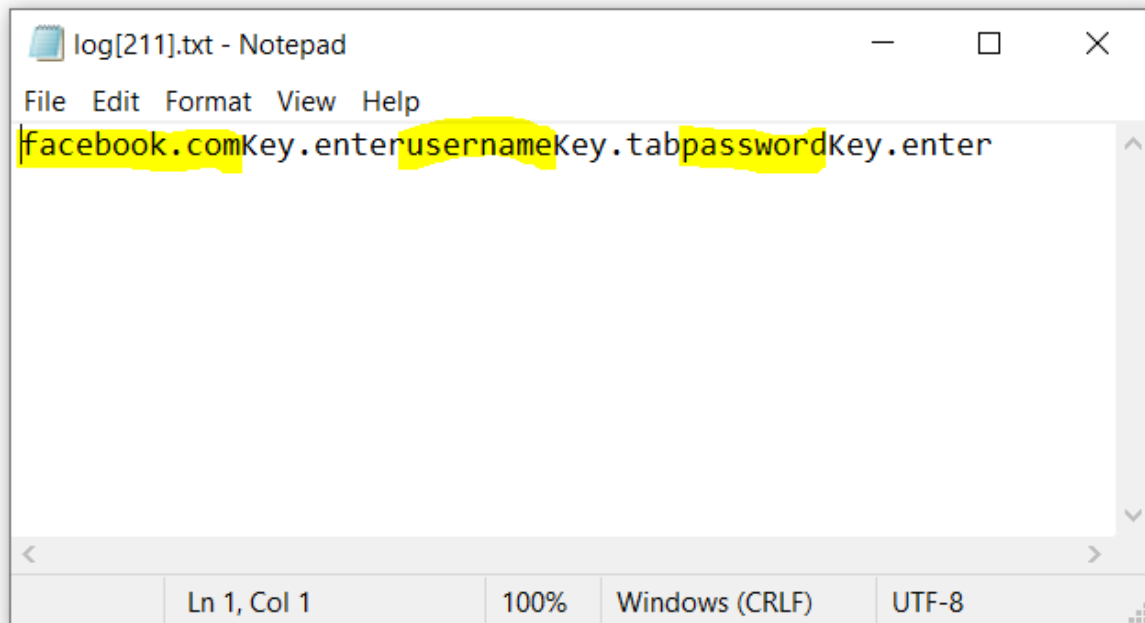 log[211].txt - Notepad
File Edit Format View Help
facebook.comKey.enterusernameKey.tabpasswordKey.enter
Ln 1, Col 1 100% Windows (CRLF) UTF-8